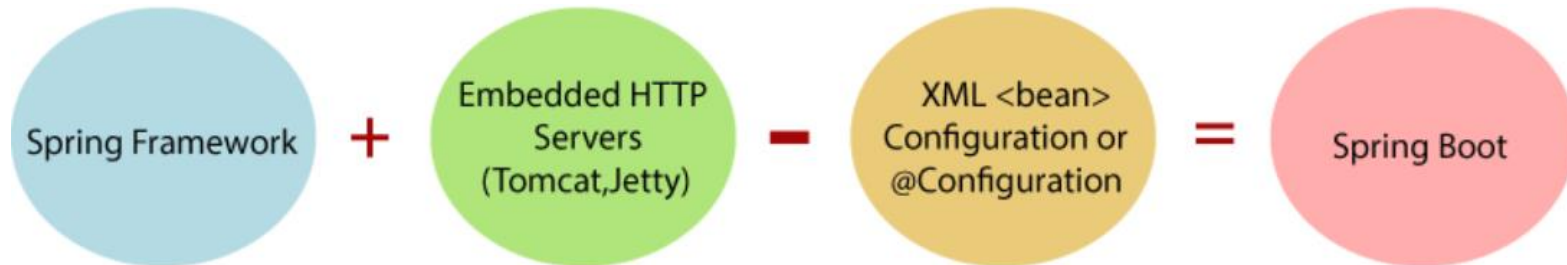 Spring Framework
+
Embedded HTTP
Servers
(Tomcat,Jetty)
-
XML <bean>
Configuration or
@Configuration
=
Spring Boot